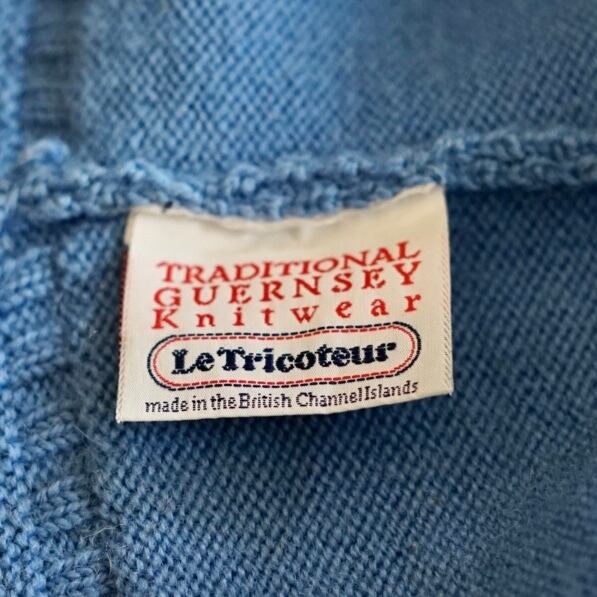 TRADITIONAL
GUERNSEY
Knitwear
Le Tricoteur
made in the British Channel Islands